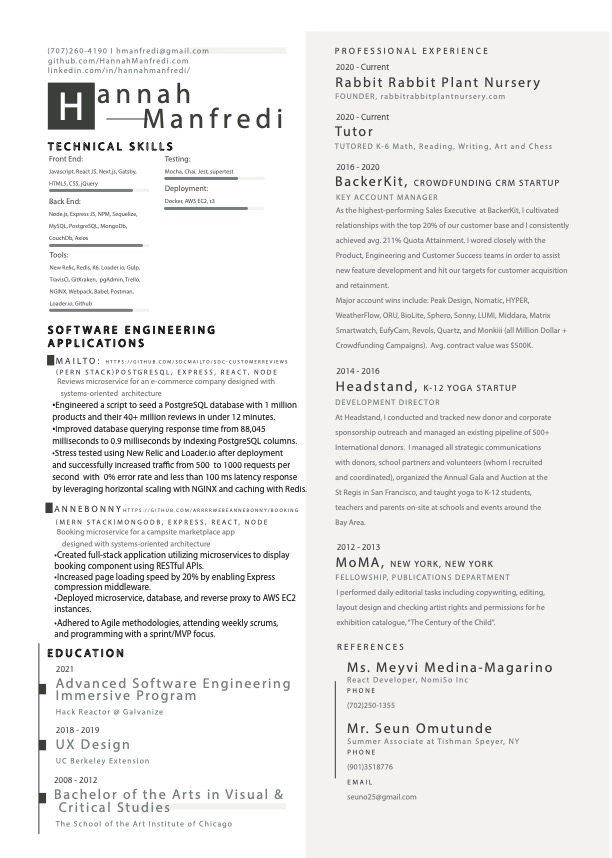 (707)260-4190 I hmanfredi@gmail.com
github.com/HannahManfredi.com
linkedin.com/in/hannahmanfredi/
Hannah
Manfredi
TECHNICAL SKILLS
Front End:
Javascript, React JS, Next.js, Gatsby,
HTML5, CSS, jQuery
Back End:
Node.js, Express JS, NPM, Sequelize,
MySQL, PostgreSQL, MongoDb,
CouchDb, Axios
Tools:
New Relic, Redis, K6, Loader.io, Gulp,
TravisCI, GitKraken, pgAdmin, Trello,
NGINX, Webpack, Babel, Postman,
Loader.io, Github
Testing:
Mocha, Chai, Jest, supertest
Deployment:
Docker, AWS EC2, s3
SOFTWARE ENGINEERING
APPLICATIONS
MAILTO: HTTPS://GITHUB.COM/SDCMAILTO/SDC-CUSTOMERREVIEWS
(PERN STACK)POSTGRESQL, EXPRESS, REACT, NODE
Reviews microservice for an e-commerce company designed with
systems-oriented architecture
•Engineered a script to seed a PostgreSQL database with 1 million
products and their 40+ million reviews in under 12 minutes.
•Improved database querying response time from 88,045
milliseconds to 0.9 milliseconds by indexing PostgreSQL columns.
•Stress tested using New Relic and Loader.io after deployment
and successfully increased traffic from 500 to 1000 requests per
second with 0% error rate and less than 100 ms latency response
by leveraging horizontal scaling with NGINX and caching with Redis.
ANNEBONNY HTTPS://GITHUB.COM/ARRRRWEBEANNEBONNY/BOOKING
(MERN STACK)MONGODB, EXPRESS, REACT, NODE
Booking microservice for a campsite marketplace app
designed with systems-oriented architecture
•Created full-stack application utilizing microservices to display
booking component using RESTful APIs.
•Increased page loading speed by 20% by enabling Express
compression middleware.
•Deployed microservice, database, and reverse proxy to AWS EC2
instances.
•Adhered to Agile methodologies, attending weekly scrums,
and programming with a sprint/MVP focus.
EDUCATION
2021
Advanced Software Engineering
Immersive Program
Hack Reactor @ Galvanize
2018 - 2019
UX Design
UC Berkeley Extension
2008 - 2012
Bachelor of the Arts in Visual &
Critical Studies
The School of the Art Institute of Chicago
PROFESSIONAL EXPERIENCE
2020 - Current
Rabbit Rabbit Plant Nursery
FOUNDER, rabbitrabbitplantnursery.com
2020 - Current
Tutor
TUTORED K-6 Math, Reading, Writing, Art and Chess
2016 - 2020
BackerKit, CROWDFUNDING CRM STARTUP
KEY ACCOUNT MANAGER
As the highest-performing Sales Executive at BackerKit, I cultivated
relationships with the top 20% of our customer base and I consistently
achieved avg. 211% Quota Attainment. I wored closely with the
Product, Engineering and Customer Success teams in order to assist
new feature development and hit our targets for customer acquisition
and retainment.
Major account wins include: Peak Design, Nomatic, HYPER,
WeatherFlow, ORU, BioLite, Sphero, Sonny, LUMI, Middara, Matrix
Smartwatch, EufyCam, Revols, Quartz, and Monkiii (all Million Dollar +
Crowdfunding Campaigns). Avg. contract value was $500K.
2014 - 2016
Headstand, K-12 YOGA STARTUP
DEVELOPMENT DIRECTOR
At Headstand, I conducted and tracked new donor and corporate
sponsorship outreach and managed an existing pipeline of 500+
International donors. I managed all strategic communications
with donors, school partners and volunteers (whom I recruited
and coordinated), organized the Annual Gala and Auction at the
St Regis in San Francisco, and taught yoga to K-12 students,
teachers and parents on-site at schools and events around the
Bay Area.
2012 - 2013
MoMA, NEW YORK, NEW YORK
FELLOWSHIP, PUBLICATIONS DEPARTMENT
I performed daily editorial tasks including copywriting, editing,
layout design and checking artist rights and permissions for he
exhibition catalogue, "The Century of the Child".
REFERENCES
Ms. Meyvi Medina-Magarino
React Developer, NomiSo Inc
PHONE
(702)250-1355
Mr. Seun Omutunde
Summer Associate at Tishman Speyer, NY
PHONE
(901)3518776
EMAIL
seuno25@gmail.com